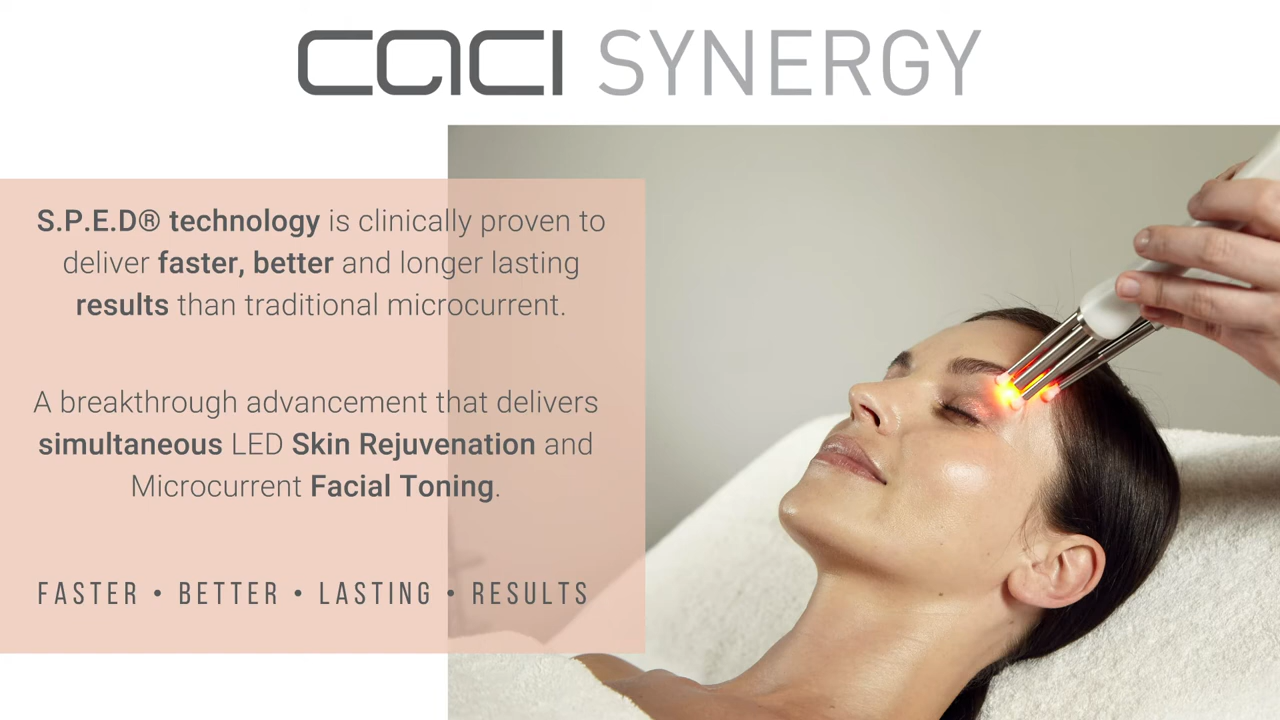 caci SYNERGY
S.P.E.D® technology is clinically proven to
deliver faster, better and longer lasting
results than traditional microcurrent.
A breakthrough advancement that delivers
simultaneous LED Skin Rejuvenation and
Microcurrent Facial Toning.
FASTER • BETTER • LASTING • RESULTS